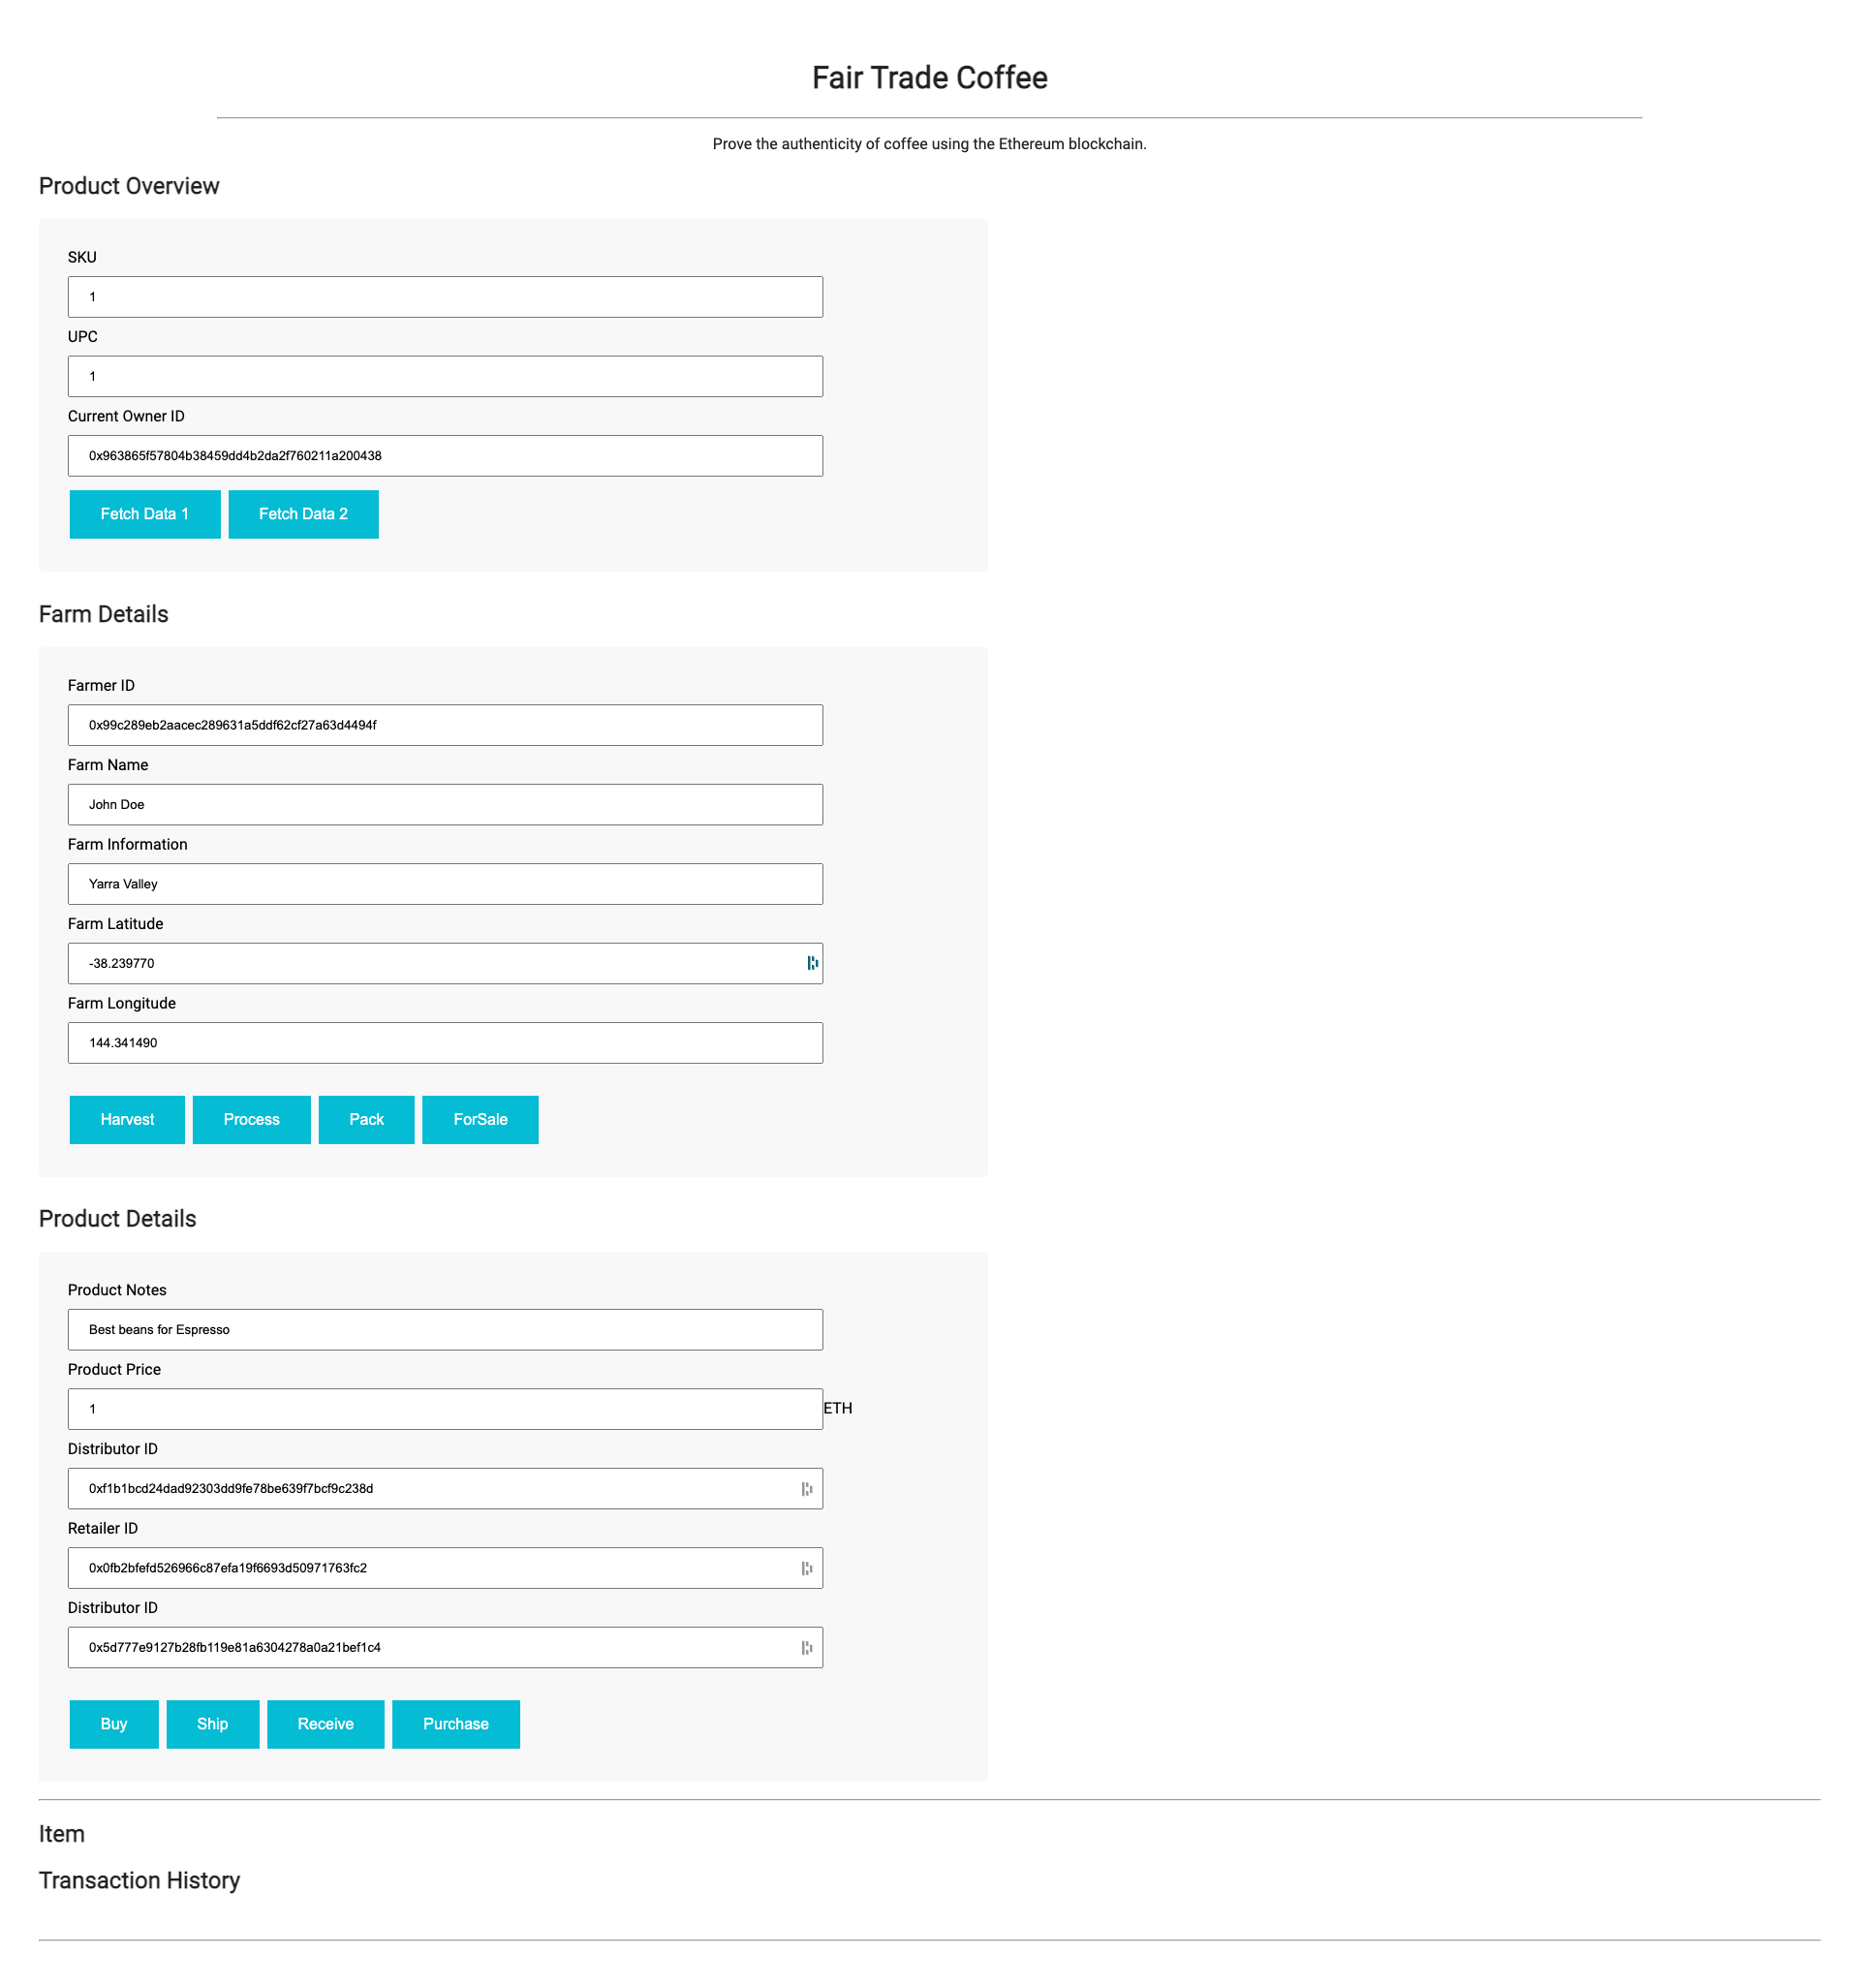 Fair Trade Coffee
Prove the authenticity of coffee using the Ethereum blockchain.
Product Overview
SKU
1
UPC
1
Current Owner ID
0x963865f57804b38459dd4b2da2f760211a200438
Fetch Data 1 Fetch Data 2
Farm Details
Farmer ID
0x99c289eb2aacec289631a5ddf62cf27a63d4494f
Farm Name
John Doe
Farm Information
Yarra Valley
Farm Latitude
-38.239770
Farm Longitude
144.341490
Harvest Process Pack ForSale
Product Details
Product Notes
Best beans for Espresso
Product Price
1 ETH
Distributor ID
0xf1b1bcd24dad92303dd9fe78be639f7bcf9c238d
Retailer ID
0x0fb2bfefd526966c87efa19f6693d50971763fc2
Distributor ID
0x5d777e9127b28fb119e81a6304278a0a21bef1c4
Buy Ship Receive Purchase
Item
Transaction History